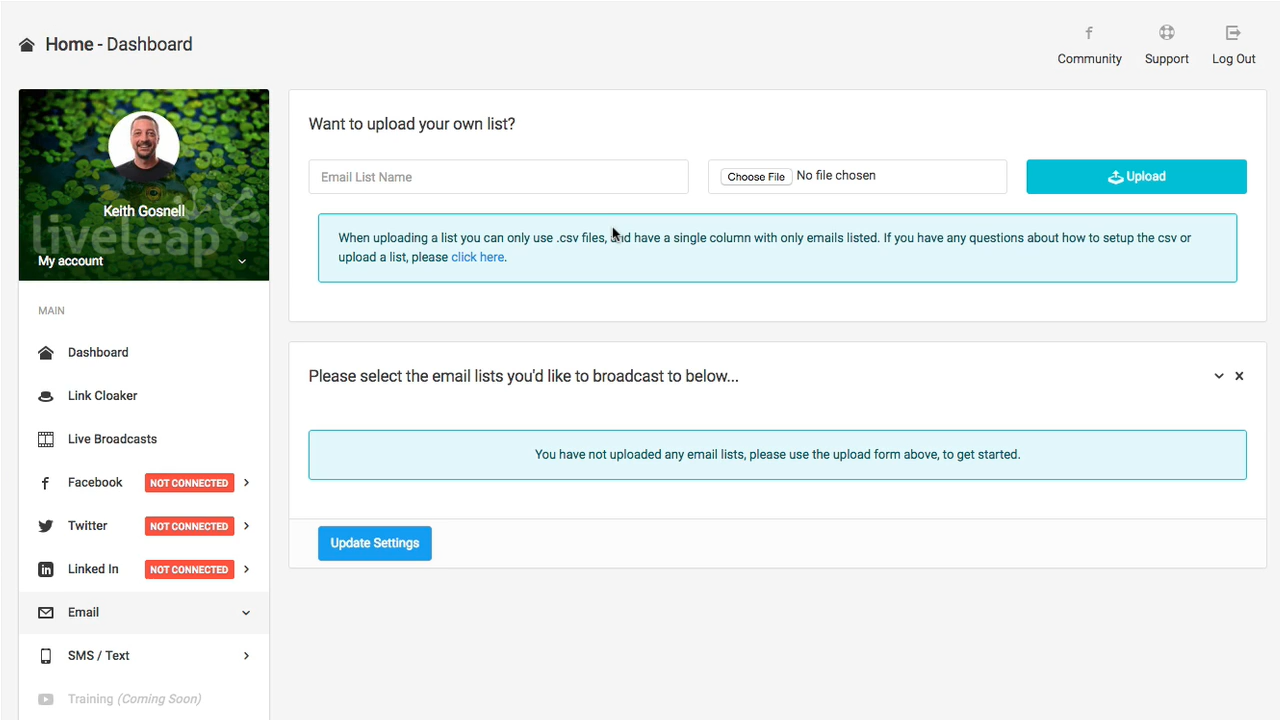 Home - Dashboard
Community
Support
Log Out
Keith Gosnell
liveleap
My account
MAIN
Dashboard
Link Cloaker
Live Broadcasts
Facebook NOT CONNECTED
Twitter NOT CONNECTED
Linked In NOT CONNECTED
Email
SMS / Text
Training (Coming Soon)
Want to upload your own list?
Email List Name
Choose File No file chosen
Upload
When uploading a list you can only use .csv files, and have a single column with only emails listed. If you have any questions about how to setup the csv or
upload a list, please click here.
Please select the email lists you'd like to broadcast to below...
You have not uploaded any email lists, please use the upload form above, to get started.
Update Settings